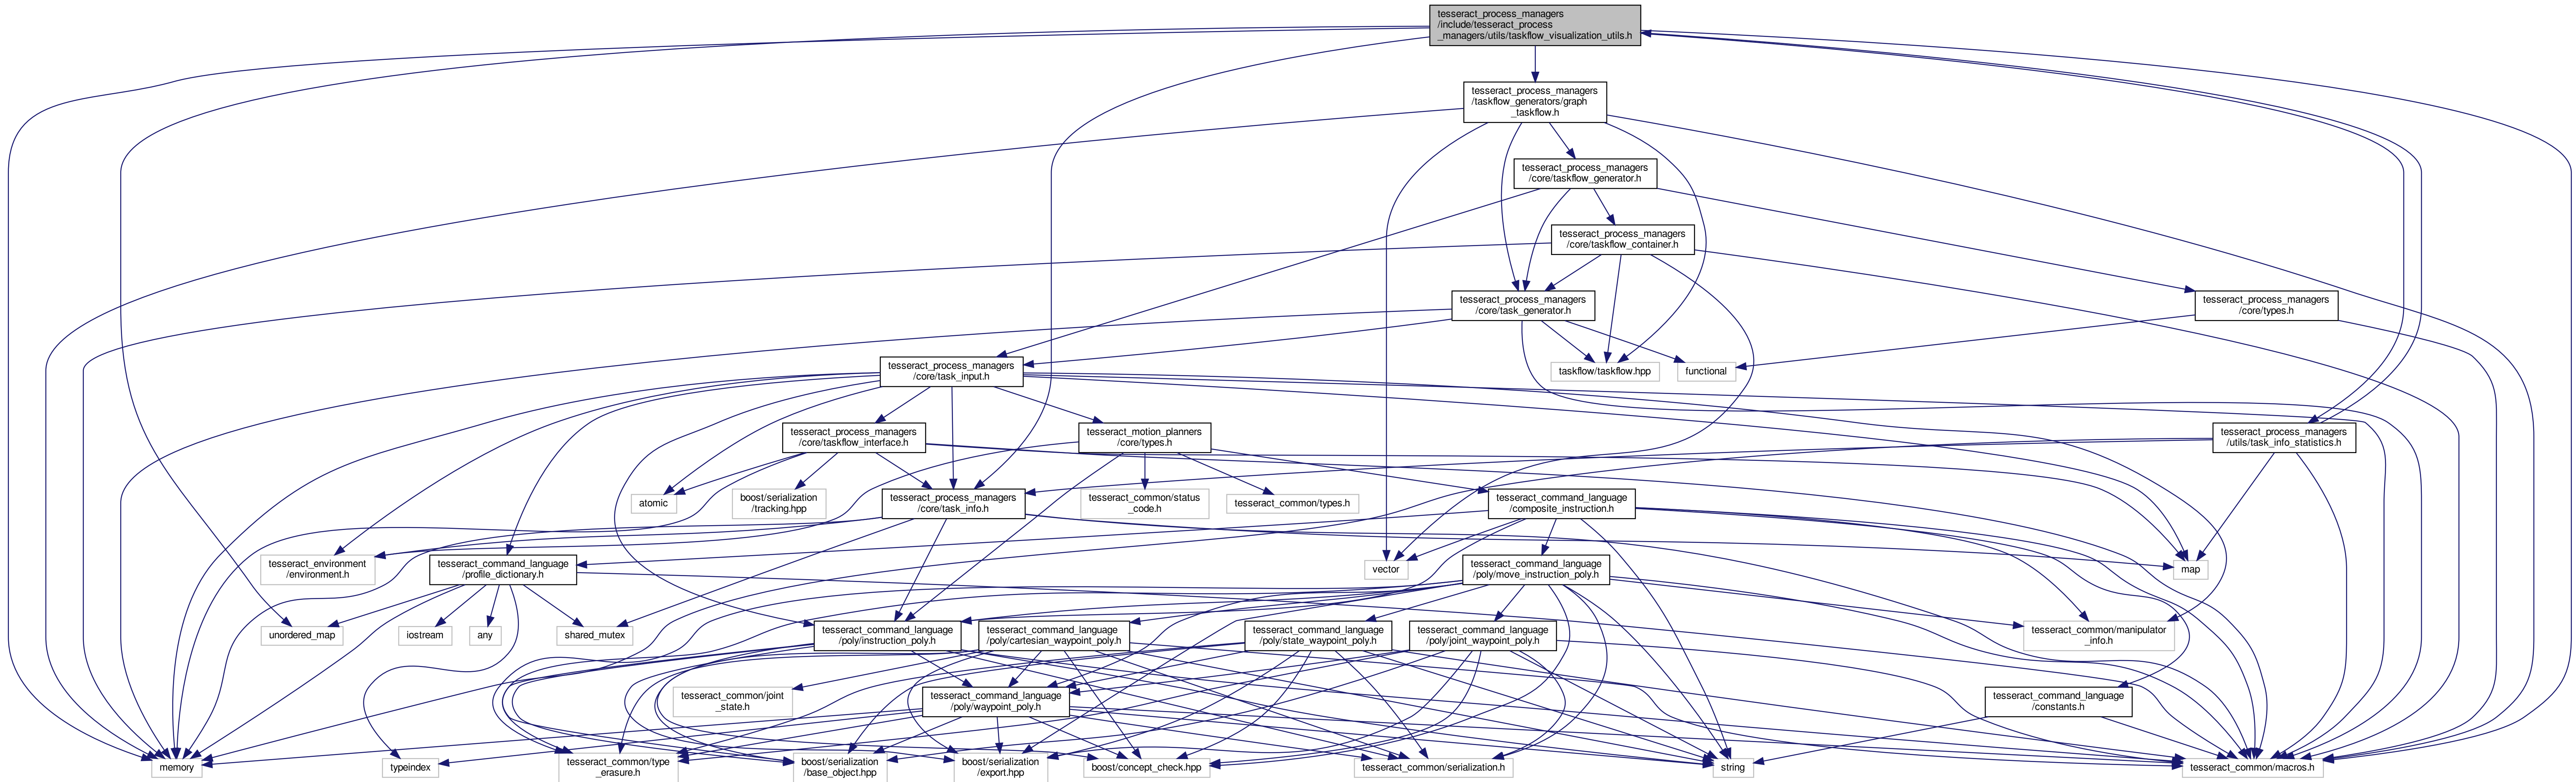 tesseract_process_managers
/include/tesseract_process
_managers/utils/taskflow_visualization_utils.h
tesseract_process_managers
/taskflow_generators/graph
_taskflow.h
tesseract_process_managers
/core/taskflow_generator.h
tesseract_process_managers
/core/taskflow_container.h
tesseract_process_managers
/core/task_generator.h
tesseract_process_managers
/core/types.h
tesseract_process_managers
/core/task_input.h
taskflow/taskflow.hpp
functional
tesseract_process_managers
/core/taskflow_interface.h
tesseract_motion_planners
/core/types.h
tesseract_process_managers
/utils/task_info_statistics.h
atomic
boost/serialization
/tracking.hpp
tesseract_process_managers
/core/task_info.h
tesseract_common/status
_code.h
tesseract_common/types.h
tesseract_command_language
/composite_instruction.h
tesseract_environment
/environment.h
tesseract_command_language
/profile_dictionary.h
vector
tesseract_command_language
/poly/move_instruction_poly.h
map
unordered_map
iostream
any
shared_mutex
tesseract_command_language
/poly/instruction_poly.h
tesseract_command_language
/poly/cartesian_waypoint_poly.h
tesseract_command_language
/poly/state_waypoint_poly.h
tesseract_command_language
/poly/joint_waypoint_poly.h
tesseract_common/manipulator
_info.h
tesseract_common/joint
_state.h
tesseract_command_language
/poly/waypoint_poly.h
tesseract_command_language
/constants.h
memory
typeindex
tesseract_common/type
_erasure.h
boost/serialization
/base_object.hpp
boost/serialization
/export.hpp
boost/concept_check.hpp
tesseract_common/serialization.h
string
tesseract_common/macros.h